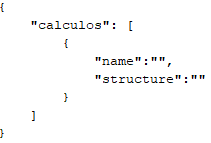 {
    "calculos": [
        {
            "name":"",
            "structure":""
        }
    ]
}